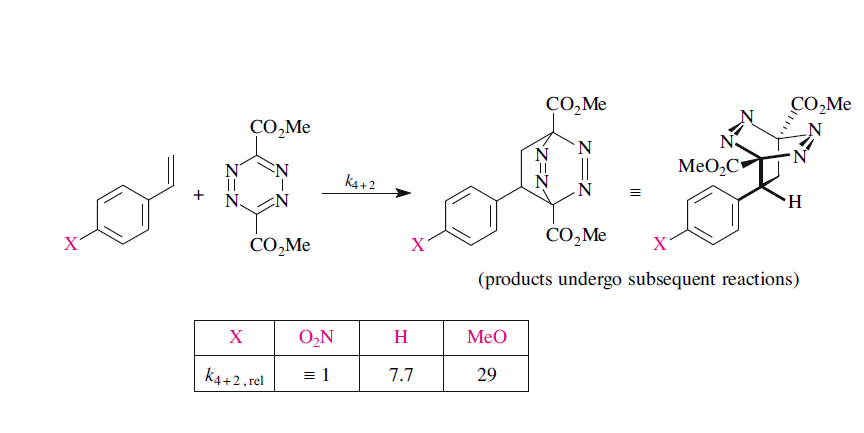 X
+
CO2Me
N N
N N
CO2Me
k4+2
CO2Me
N N
N N
CO2Me
X
≡
CO2Me
N N
N N
MeO2C
H
X
(products undergo subsequent reactions)
X O2N H MeO
k4+2,rel ≡ 1 7.7 29